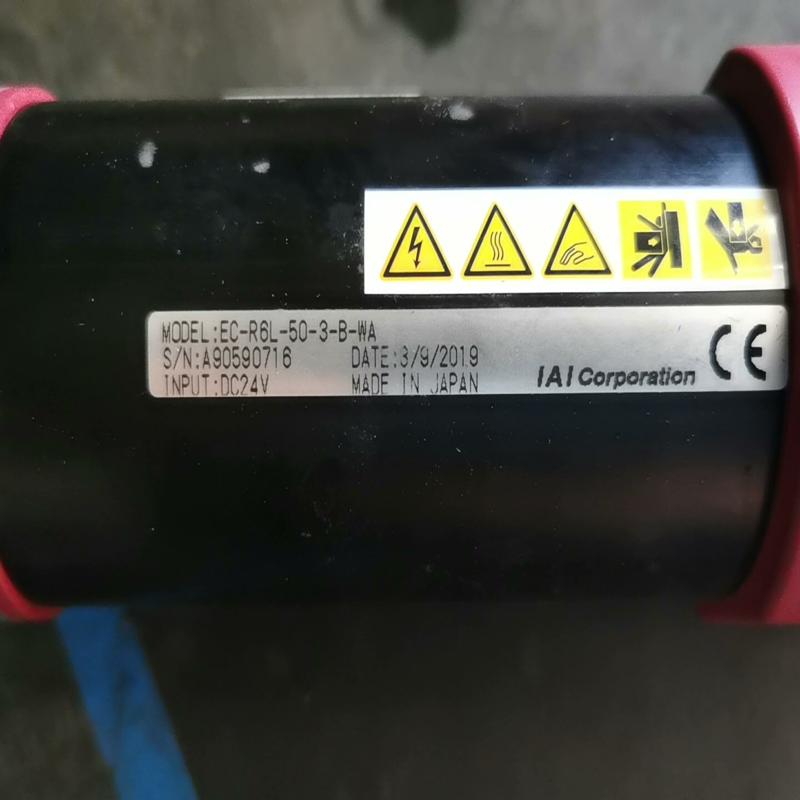 MODEL:EC-R6L-50-3-B-WA
S/N:A90590716 DATE:3/9/2019
INPUT:DC24V MADE IN JAPAN
IAI Corporation
CE